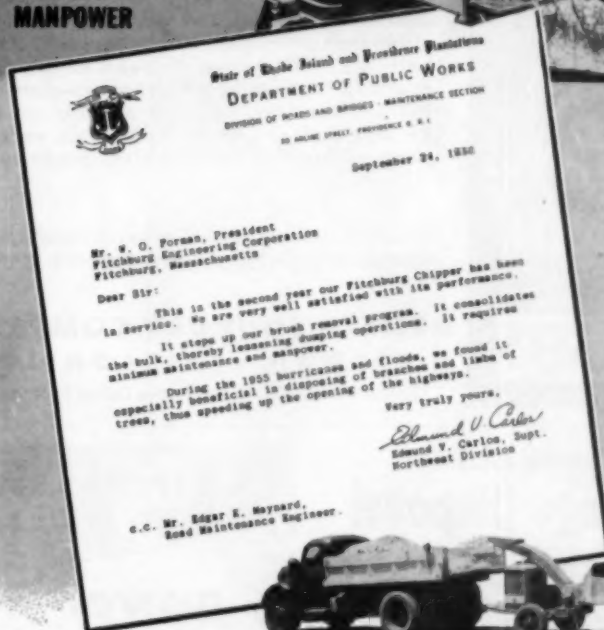 MANPOWER
State of Rhode Island and Providence Plantations
DEPARTMENT OF PUBLIC WORKS
DIVISION OF ROADS AND BRIDGES - MAINTENANCE SECTION
STREET, PROVIDENCE R. I.
September 24, 1956
Mr. W. O. Forman, President
Fitchburg Engineering Corporation
Fitchburg, Massachusetts
Dear Sir:
This is the second year our Fitchburg Chipper has been
in service. We are very well satisfied with its performance.
It steps up our brush removal program. It consolidates
the bulk, thereby lessening dumping operations. It requires
minimum maintenance and manpower.
During the 1955 hurricanes and floods, we found it
especially beneficial in disposing of branches and limbs of
trees, thus speeding up the opening of the highways.
Very truly yours,
Edmund V. Carlos
Edmund V. Carlos, Supt.
Northwest Division
c.c. Mr. Edgar E. Maynard,
Road Maintenance Engineer.